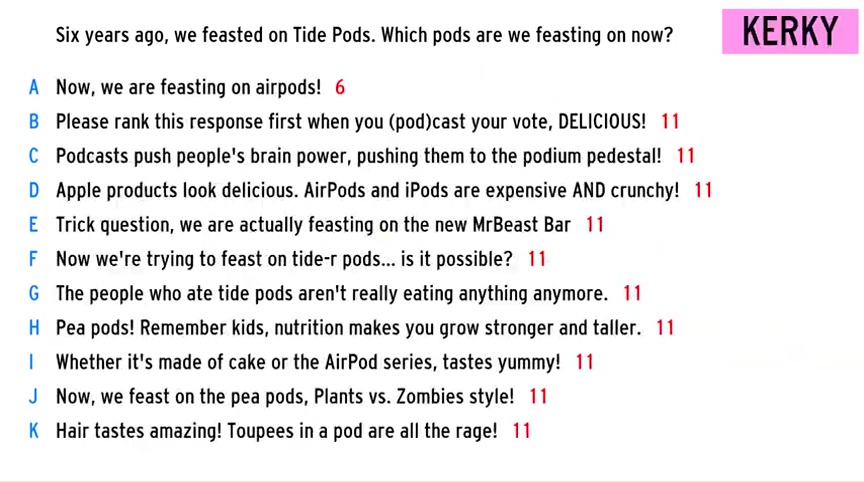 Six years ago, we feasted on Tide Pods. Which pods are we feasting on now?
KERKY
A Now, we are feasting on airpods! 6
B Please rank this response first when you (pod)cast your vote, DELICIOUS! 11
C Podcasts push people's brain power, pushing them to the podium pedestal! 11
D Apple products look delicious. AirPods and iPods are expensive AND crunchy! 11
E Trick question, we are actually feasting on the new MrBeast Bar 11
F Now we're trying to feast on tide-r pods... is it possible? 11
G The people who ate tide pods aren't really eating anything anymore. 11
H Pea pods! Remember kids, nutrition makes you grow stronger and taller. 11
I Whether it's made of cake or the AirPod series, tastes yummy! 11
J Now, we feast on the pea pods, Plants vs. Zombies style! 11
K Hair tastes amazing! Toupees in a pod are all the rage! 11